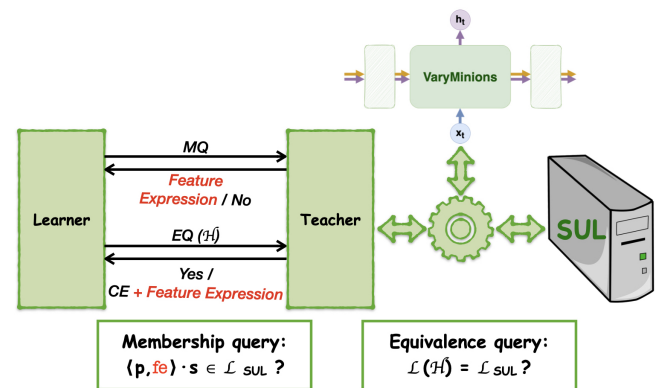 h_t
VaryMinions
x_t
MQ
Feature
Expression / No
Learner
Teacher
SUL
EQ (ℋ)
Yes /
CE + Feature Expression
Membership query:
⟨p,fe⟩ · s ∈ ℒ SUL ?
Equivalence query:
ℒ (ℋ) = ℒ SUL ?